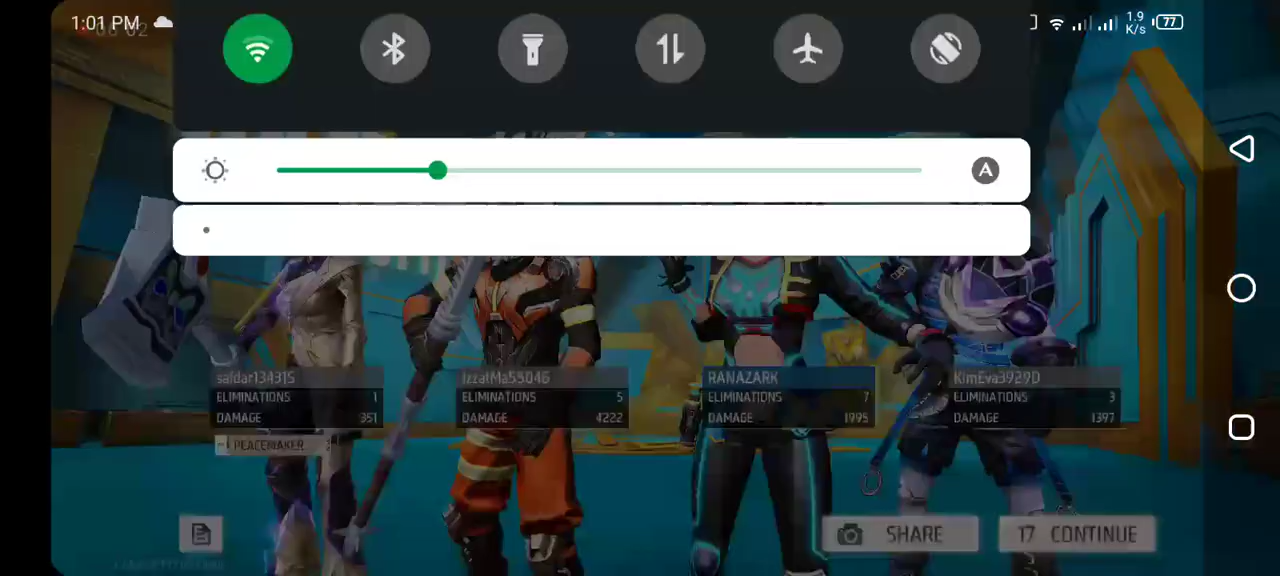 1:01 PM
1.9
K/s
77
A
safdar1343JS
IzzatMa55046
RANAZARK
KimEva3929D
ELIMINATIONS 1
ELIMINATIONS 5
ELIMINATIONS 7
ELIMINATIONS 3
DAMAGE 351
DAMAGE 4222
DAMAGE 1995
DAMAGE 1397
PEACEMAKER
SHARE
17 CONTINUE